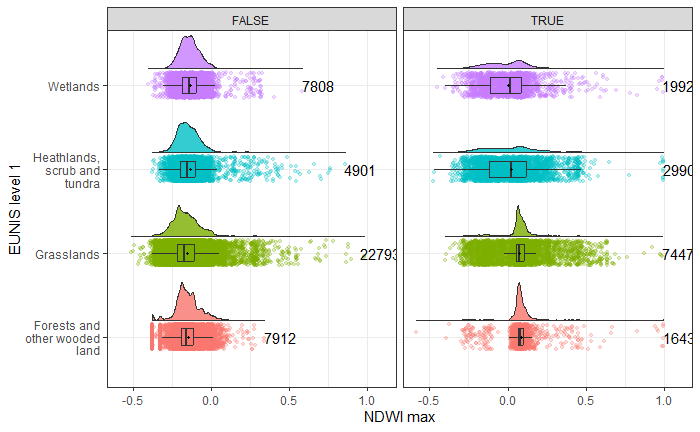 FALSE
TRUE
EUNIS level 1
Wetlands
7808
1992
Heathlands,
scrub and
tundra
4901
2990
Grasslands
22793
7447
Forests and
other wooded
land
7912
1643
-0.5
0.0
0.5
1.0
-0.5
0.0
0.5
1.0
NDWI max